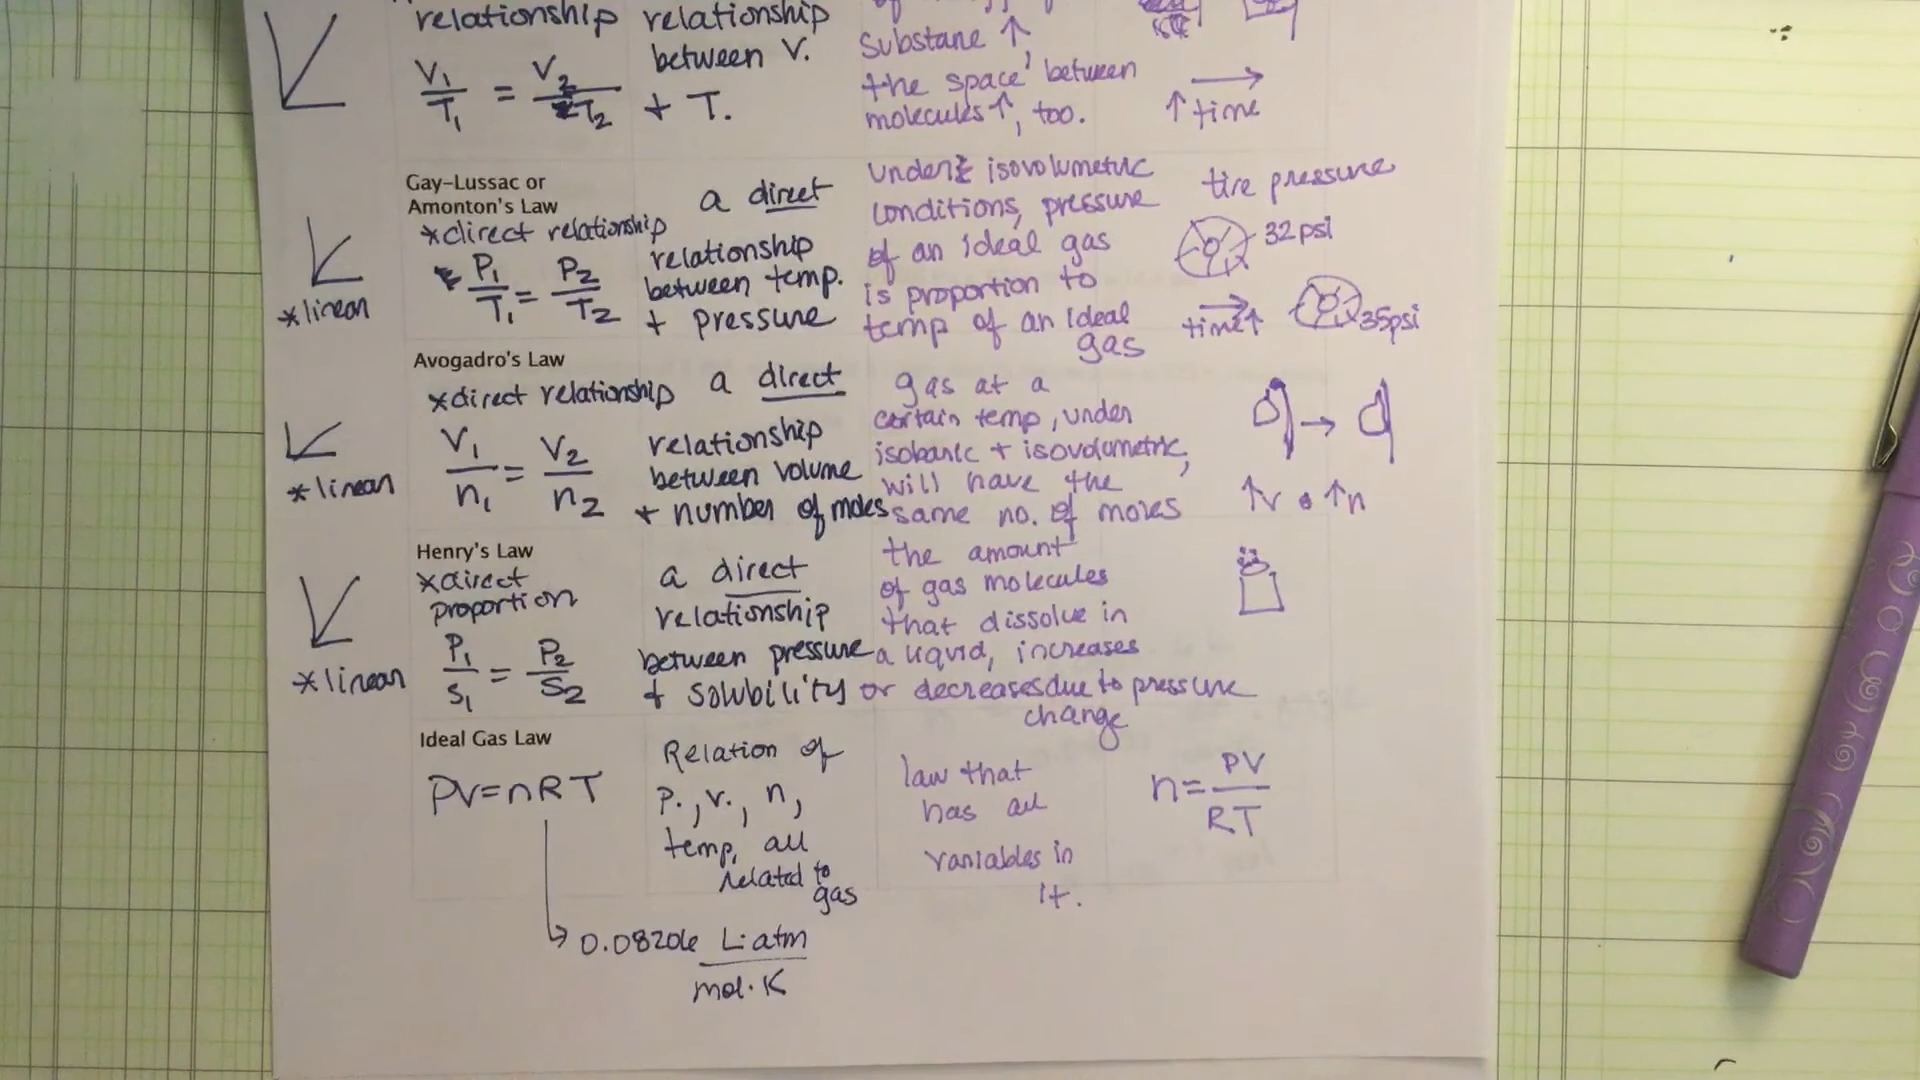 relationship
V1/T1 = V2/T2
relationship
between V.
+ T.
substane ↑
the space between
molecules ↑, too.
→
↑ time
Gay-Lussac or
Amonton's Law
*direct relationship
P1/T1 = P2/T2
*linear
a direct
relationship
between temp.
+ pressure
under isovolumetric
conditions, pressure
of an ideal gas
is proportion to
temp of an ideal
gas
tire pressure
32 psi
→
time ↑
35psi
Avogadro's Law
*direct relationship
V1/n1 = V2/n2
*linear
a direct
relationship
between volume
+ number of moles
gas at a
certain temp, under
isobaric + isovolumetric,
will have the
same no. of moles
→
↑v • ↑n
Henry's Law
*direct
proportion
P1/S1 = P2/S2
*linear
a direct
relationship
between pressure
+ solubility
the amount
of gas molecules
that dissolve in
a liquid, increases
or decreases due to pressure
change
Ideal Gas Law
PV=nRT
Relation of
P., v., n,
temp, all
related to
gas
law that
has all
variables in
it.
n= PV/RT
0.08206 L·atm/mol·K